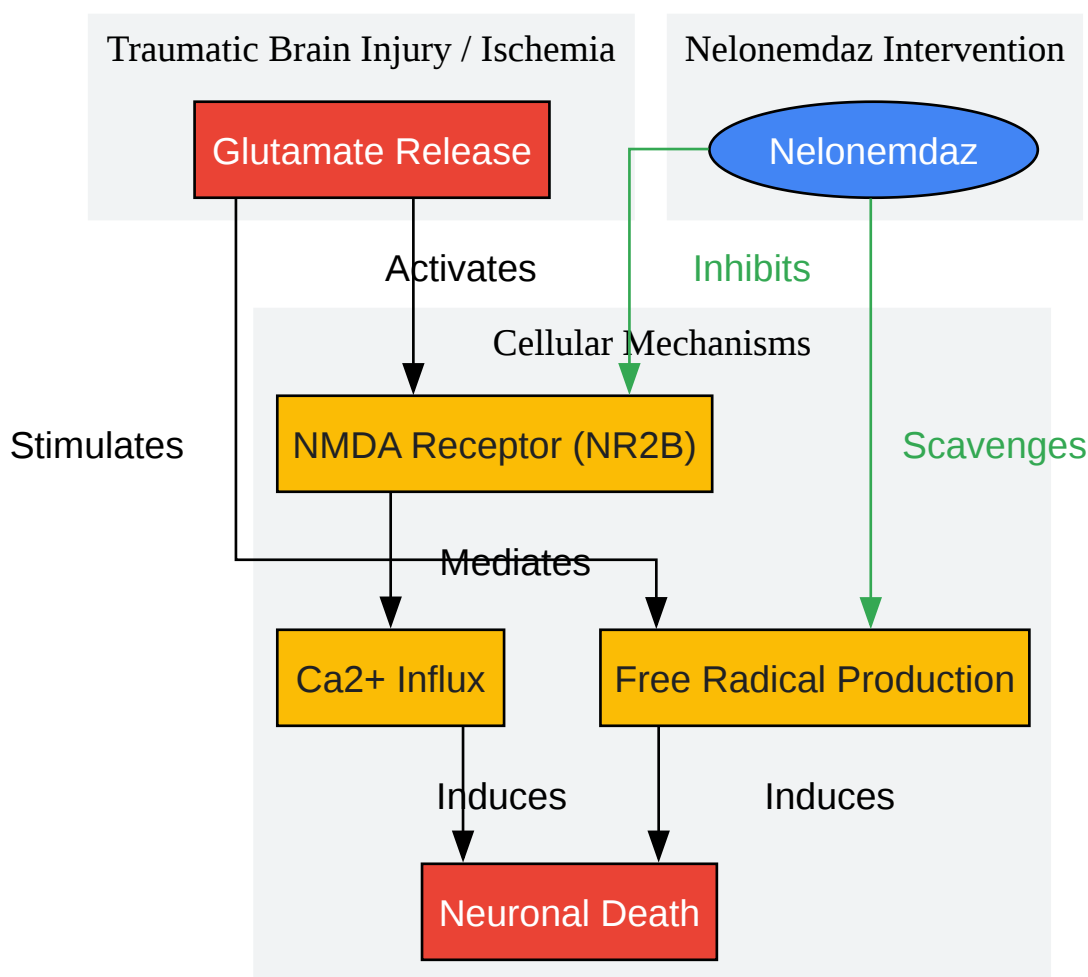 Traumatic Brain Injury / Ischemia
Nelonemdaz Intervention
Glutamate Release
Nelonemdaz
Activates
Inhibits
Cellular Mechanisms
Stimulates
NMDA Receptor (NR2B)
Scavenges
Mediates
Ca2+ Influx
Free Radical Production
Induces
Induces
Neuronal Death